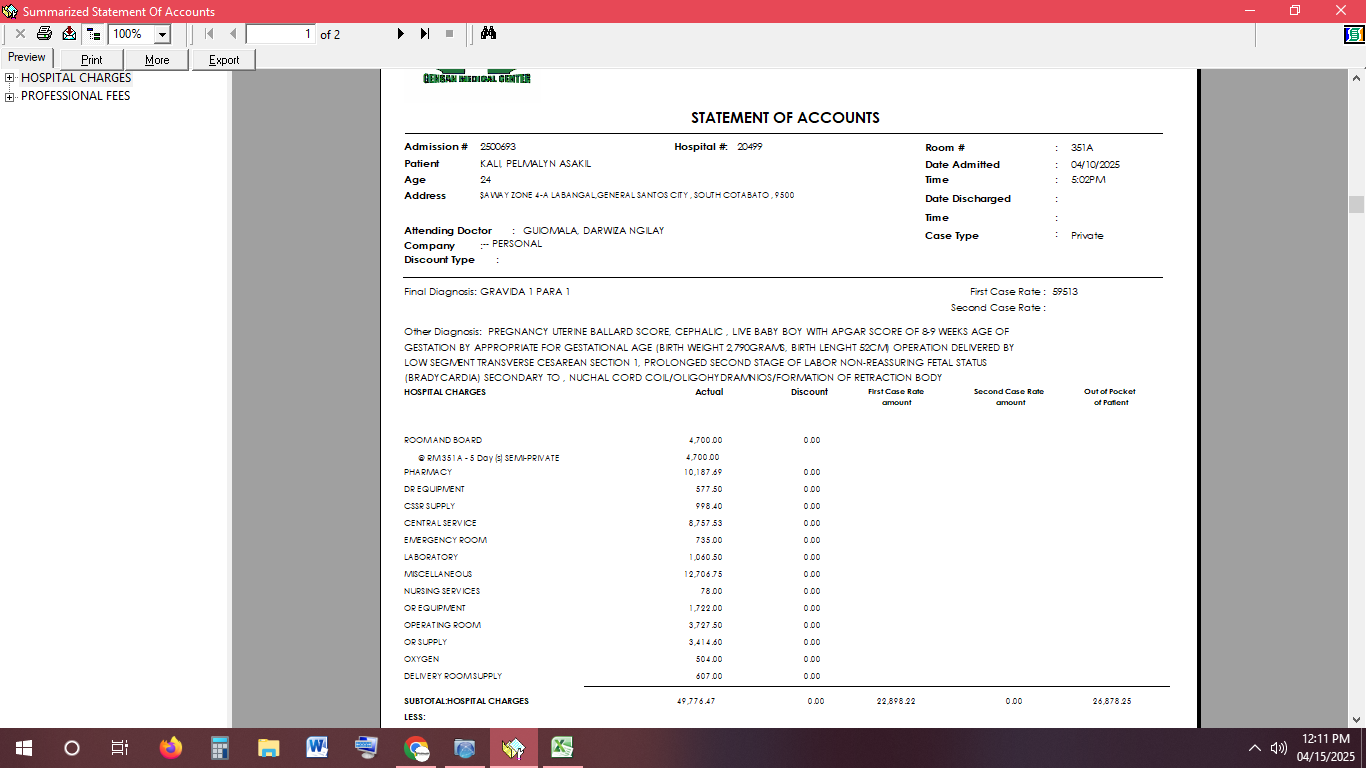 Summarized Statement Of Accounts
100%
1 of 2
Preview Print More Export
HOSPITAL CHARGES
PROFESSIONAL FEES
GENSAN MEDICAL CENTER
STATEMENT OF ACCOUNTS
Admission # 2500693 Hospital #: 20499 Room # : 351A
Patient KALI, PELMALYN ASAKIL Date Admitted : 04/10/2025
Age 24 Time : 5:02PM
Address SAWAY ZONE 4-A LABANGAL,GENERAL SANTOS CITY , SOUTH COTABATO , 9500
Date Discharged :
Time :
Attending Doctor : GUIOMALA, DARWIZA NGILAY
Case Type : Private
Company :-- PERSONAL
Discount Type :
Final Diagnosis: GRAVIDA 1 PARA 1 First Case Rate : 59513
Second Case Rate :
Other Diagnosis: PREGNANCY UTERINE BALLARD SCORE, CEPHALIC , LIVE BABY BOY WITH APGAR SCORE OF 8-9 WEEKS AGE OF
GESTATION BY APPROPRIATE FOR GESTATIONAL AGE (BIRTH WEIGHT 2,790GRAMS, BIRTH LENGHT 52CM) OPERATION DELIVERED BY
LOW SEGMENT TRANSVERSE CESAREAN SECTION 1, PROLONGED SECOND STAGE OF LABOR NON-REASSURING FETAL STATUS
(BRADYCARDIA) SECONDARY TO , NUCHAL CORD COIL/OLIGOHYDRAMNIOS/FORMATION OF RETRACTION BODY
HOSPITAL CHARGES Actual Discount First Case Rate amount Second Case Rate amount Out of Pocket of Patient
ROOM AND BOARD 4,700.00 0.00
@ RM351A - 5 Day (s) SEMI-PRIVATE 4,700.00
PHARMACY 10,187.69 0.00
DR EQUIPMENT 577.50 0.00
CSSR SUPPLY 998.40 0.00
CENTRAL SERVICE 8,757.53 0.00
EMERGENCY ROOM 735.00 0.00
LABORATORY 1,060.50 0.00
MISCELLANEOUS 12,706.75 0.00
NURSING SERVICES 78.00 0.00
OR EQUIPMENT 1,722.00 0.00
OPERATING ROOM 3,727.50 0.00
OR SUPPLY 3,414.60 0.00
OXYGEN 504.00 0.00
DELIVERY ROOM SUPPLY 607.00 0.00
SUBTOTAL:HOSPITAL CHARGES 49,776.47 0.00 22,898.22 0.00 26,878.25
LESS:
12:11 PM
04/15/2025